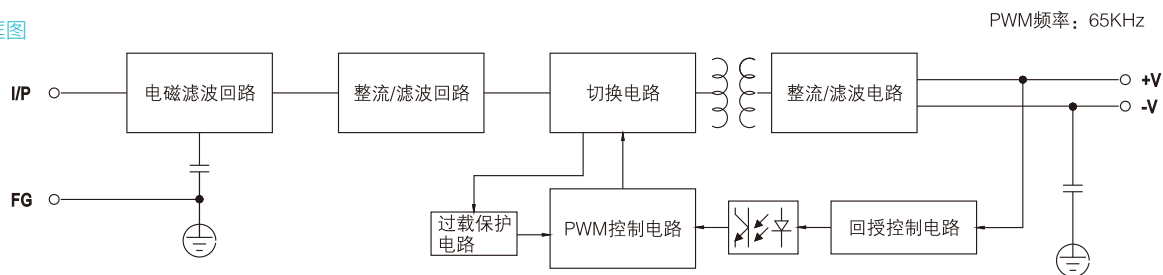 框图
PWM频率：65KHz
I/P
电磁滤波回路
整流/滤波回路
切换电路
整流/滤波电路
+V
-V
FG
过载保护
电路
PWM控制电路
回授控制电路